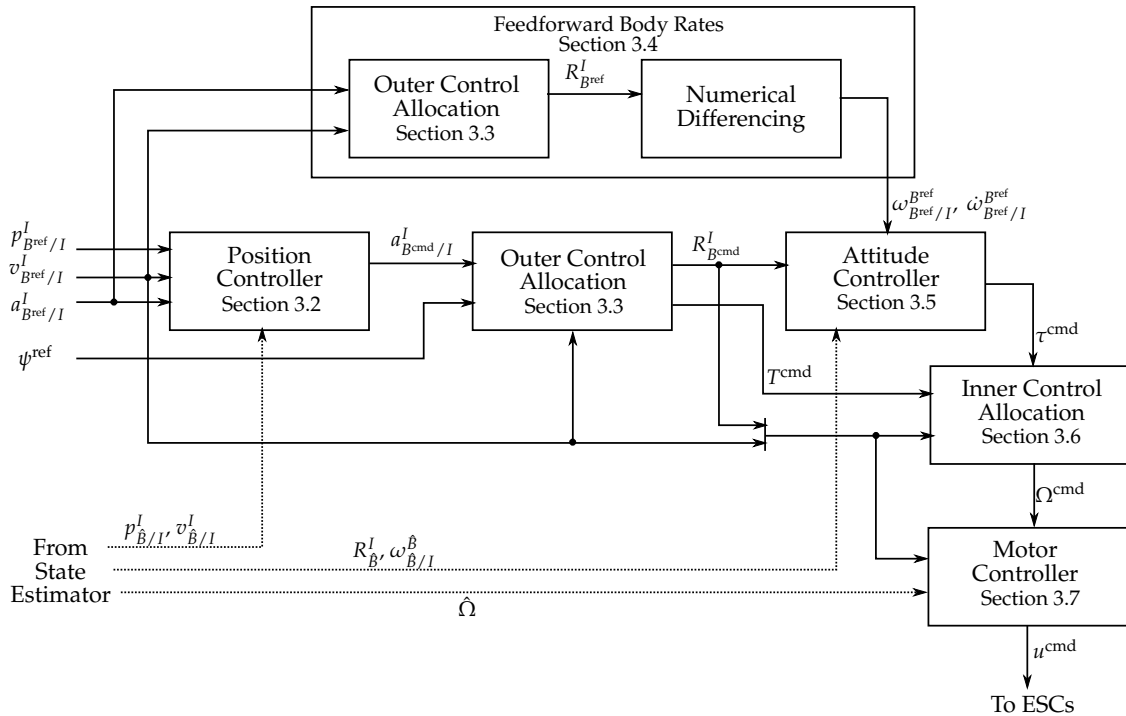 Feedforward Body Rates
Section 3.4
Outer Control
Allocation
Section 3.3
R^I_{B^ref}
Numerical
Differencing
ω^{B^ref}_{B^ref/I}, ω̇^{B^ref}_{B^ref/I}
p^I_{B^ref/I}
v^I_{B^ref/I}
a^I_{B^ref/I}
ψ^ref
Position
Controller
Section 3.2
a^I_{B^cmd/I}
Outer Control
Allocation
Section 3.3
R^I_{B^cmd}
T^cmd
Attitude
Controller
Section 3.5
τ^cmd
Inner Control
Allocation
Section 3.6
Ω^cmd
From
State
Estimator
p^I_{B̂/I}, v^I_{B̂/I}
R^I_{B̂}, ω^{B̂}_{B̂/I}
Ω̂
Motor
Controller
Section 3.7
u^cmd
To ESCs